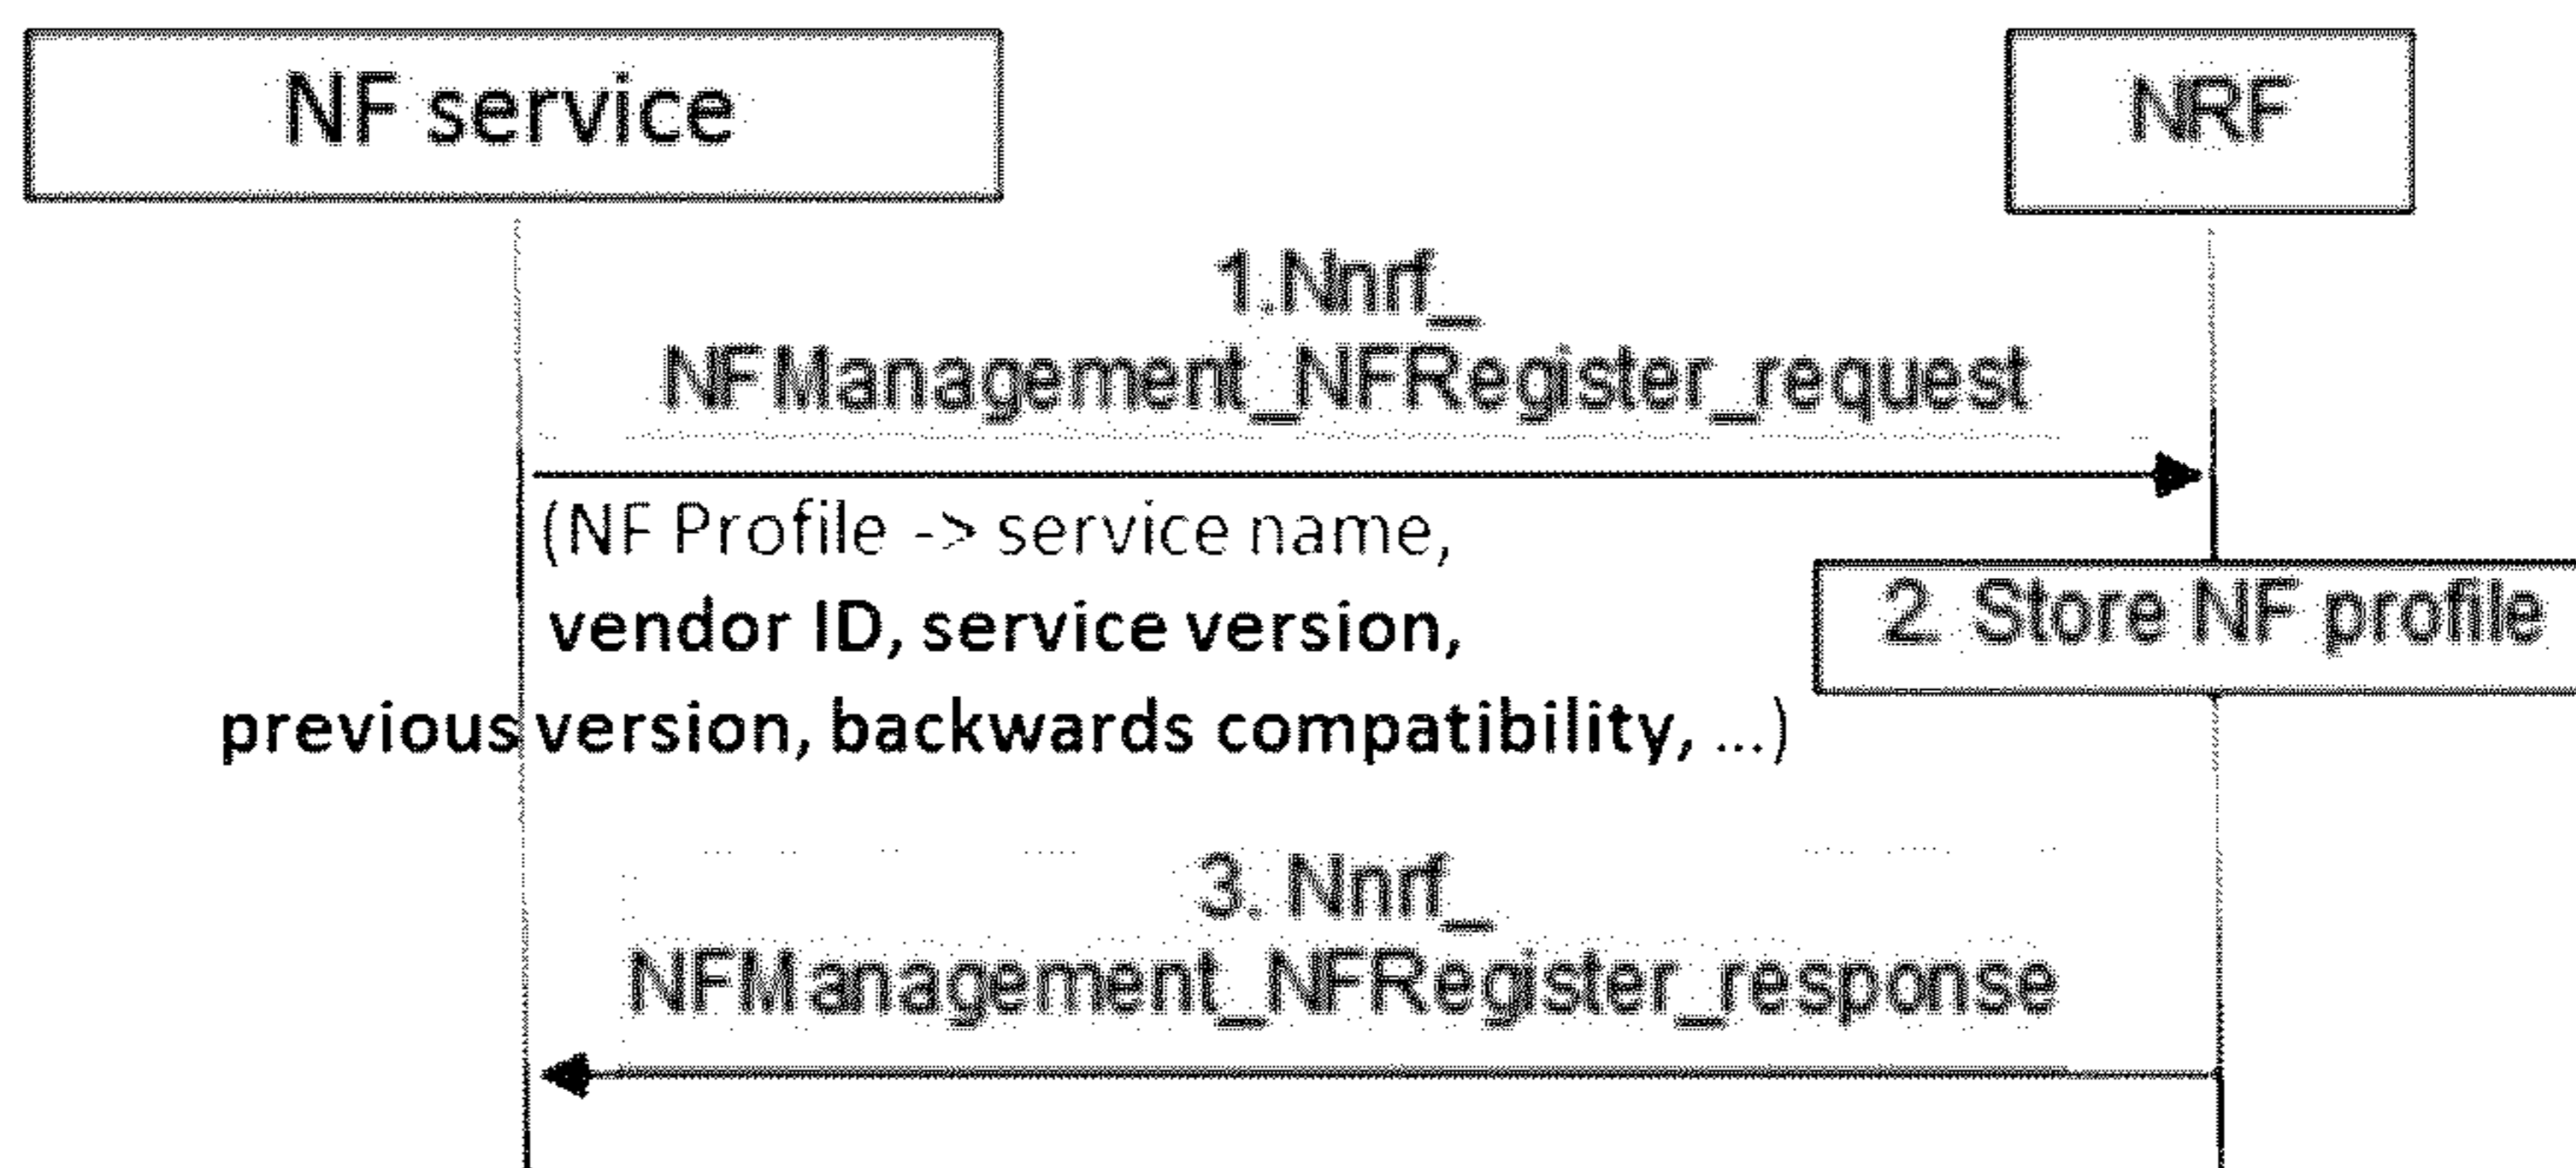 NF service
NRF
1.Nnrf_
NFManagement_NFRegister_request
(NF Profile -> service name,
vendor ID, service version,
previous version, backwards compatibility, ...)
2. Store NF profile
3. Nnrf_
NFManagement_NFRegister_response